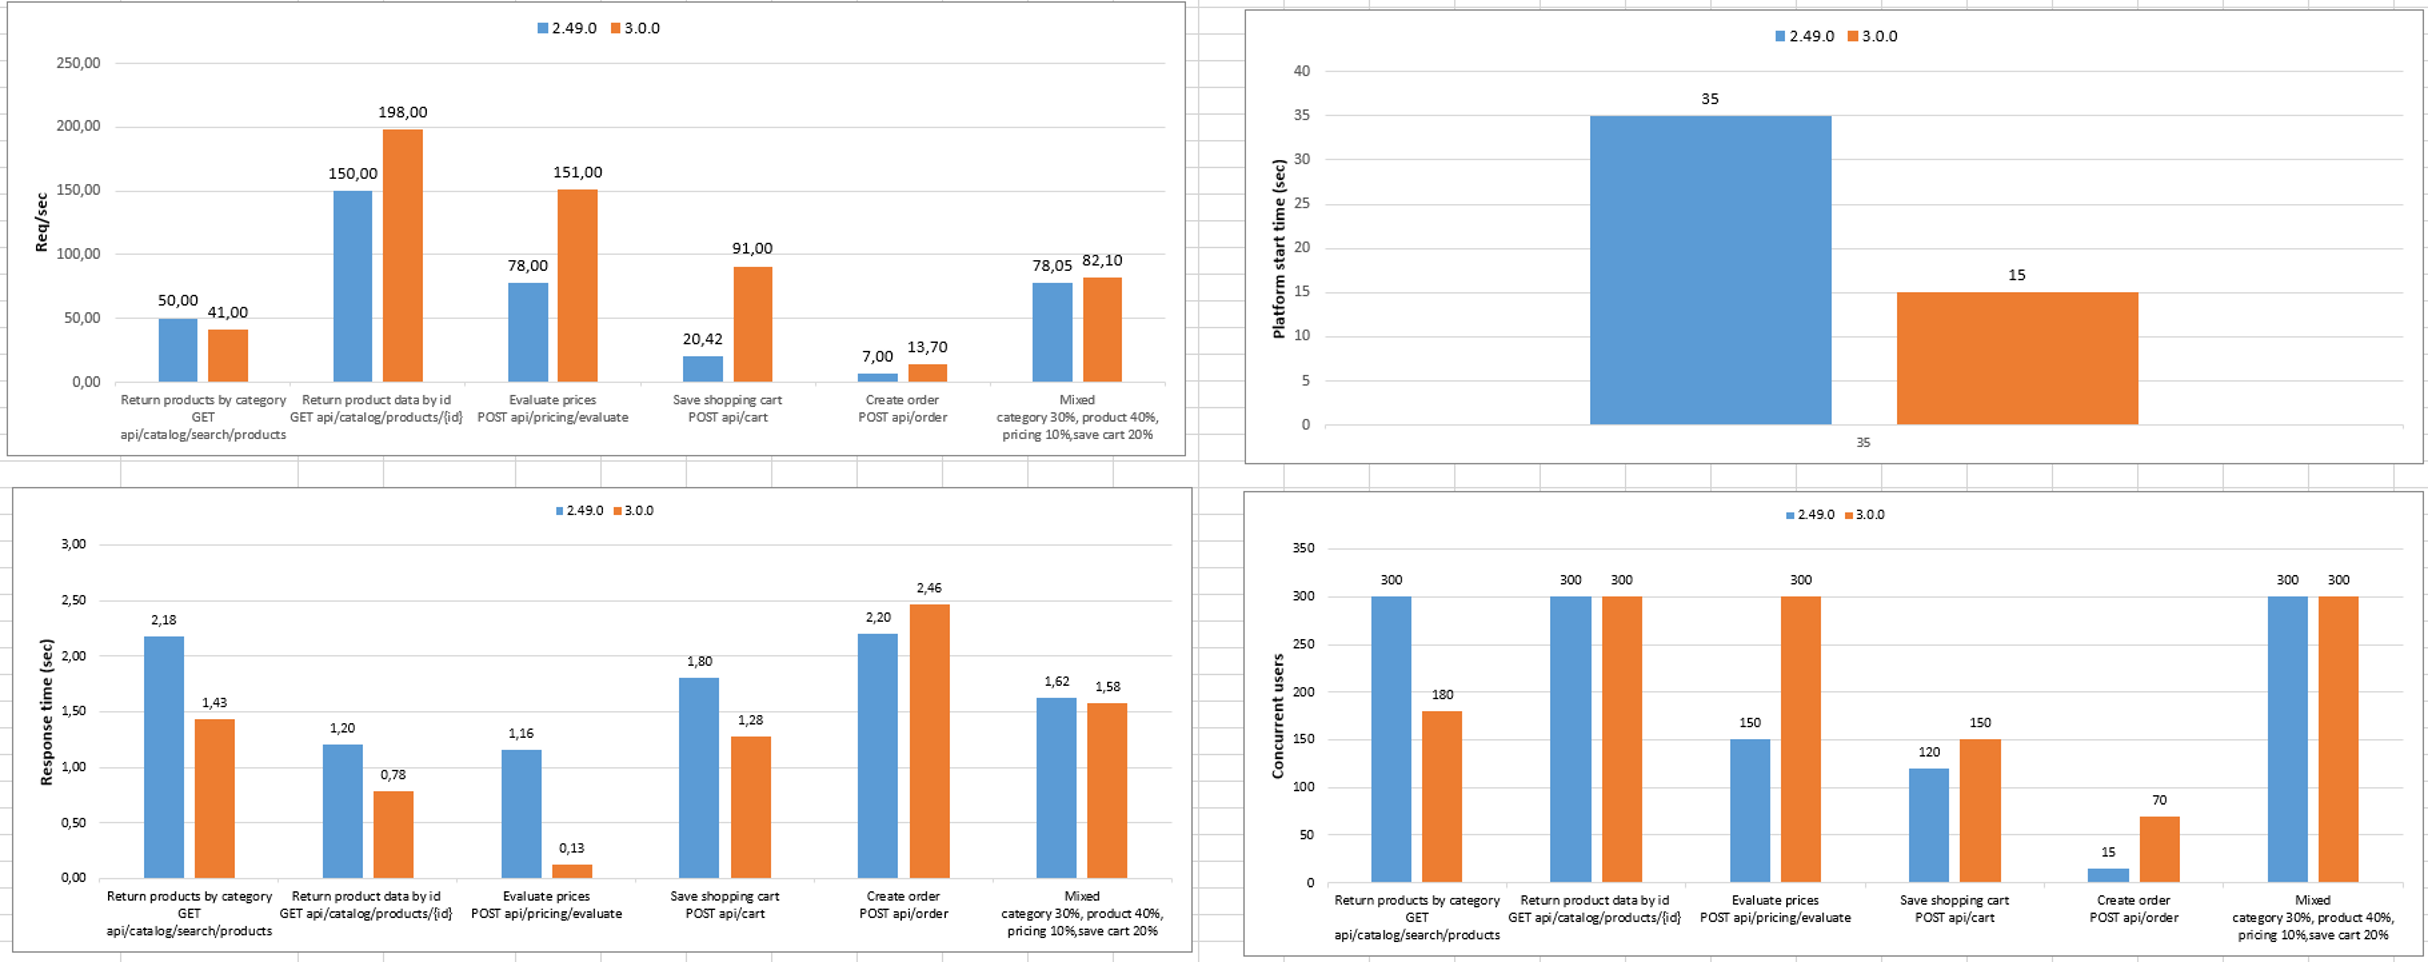 2.49.0 3.0.0
Req/sec
250,00
200,00
150,00
100,00
50,00
0,00
50,00 41,00
150,00 198,00
78,00 151,00
20,42 91,00
7,00 13,70
78,05 82,10
Return products by category
GET
api/catalog/search/products
Return product data by id
GET api/catalog/products/{id}
Evaluate prices
POST api/pricing/evaluate
Save shopping cart
POST api/cart
Create order
POST api/order
Mixed
category 30%, product 40%,
pricing 10%,save cart 20%
2.49.0 3.0.0
Platform start time (sec)
40
35
30
25
20
15
10
5
0
35
15
35
2.49.0 3.0.0
Response time (sec)
3,00
2,50
2,00
1,50
1,00
0,50
0,00
2,18 1,43
1,20 0,78
1,16 0,13
1,80 1,28
2,20 2,46
1,62 1,58
Return products by category
GET
api/catalog/search/products
Return product data by id
GET api/catalog/products/{id}
Evaluate prices
POST api/pricing/evaluate
Save shopping cart
POST api/cart
Create order
POST api/order
Mixed
category 30%, product 40%,
pricing 10%,save cart 20%
2.49.0 3.0.0
Concurrent users
350
300
250
200
150
100
50
0
300 180
300 300
150 300
120 150
15 70
300 300
Return products by category
GET
api/catalog/search/products
Return product data by id
GET api/catalog/products/{id}
Evaluate prices
POST api/pricing/evaluate
Save shopping cart
POST api/cart
Create order
POST api/order
Mixed
category 30%, product 40%,
pricing 10%,save cart 20%